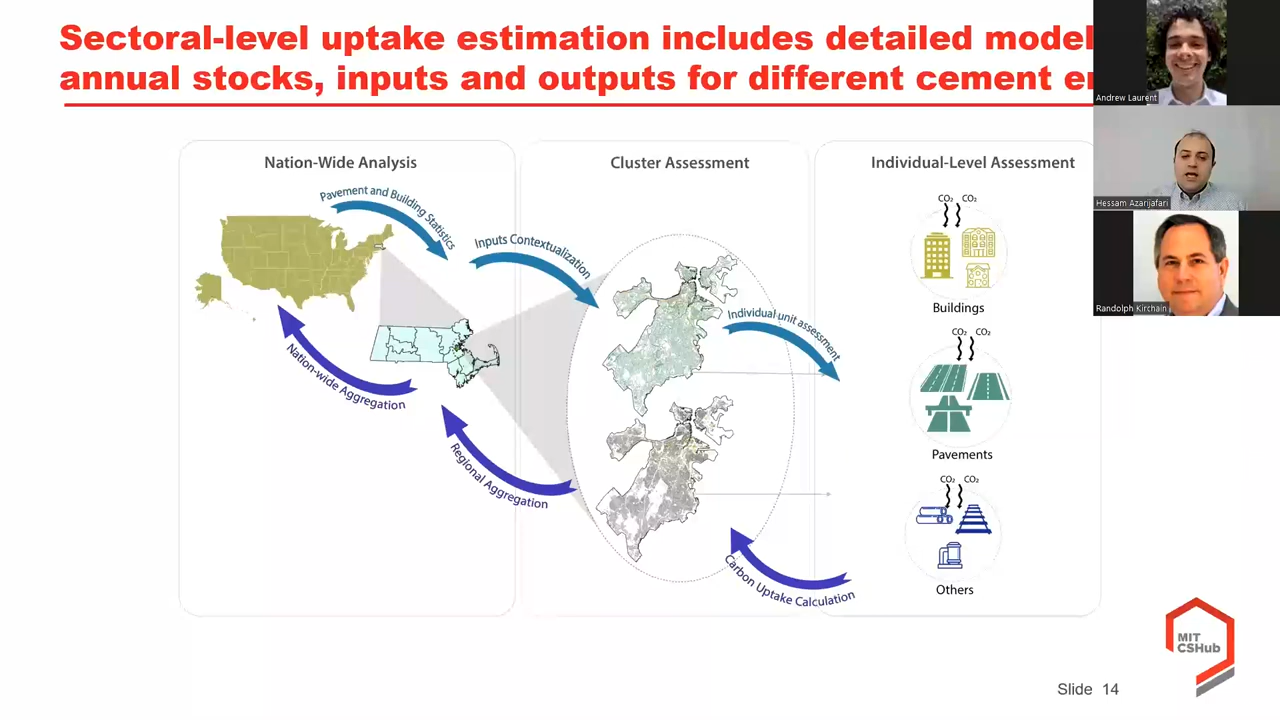 Sectoral-level uptake estimation includes detailed model
annual stocks, inputs and outputs for different cement
Andrew Laurent
Hessam Azarijafari
Randolph Kirchain
Nation-Wide Analysis
Cluster Assessment
Individual-Level Assessment
Pavement and Building Statistics
Inputs Contextualization
Individual unit assessment
Nation-wide Aggregation
Regional Aggregation
Carbon Uptake Calculation
CO₂ CO₂
Buildings
CO₂ CO₂
Pavements
CO₂ CO₂
Others
MIT
CSHub
Slide 14